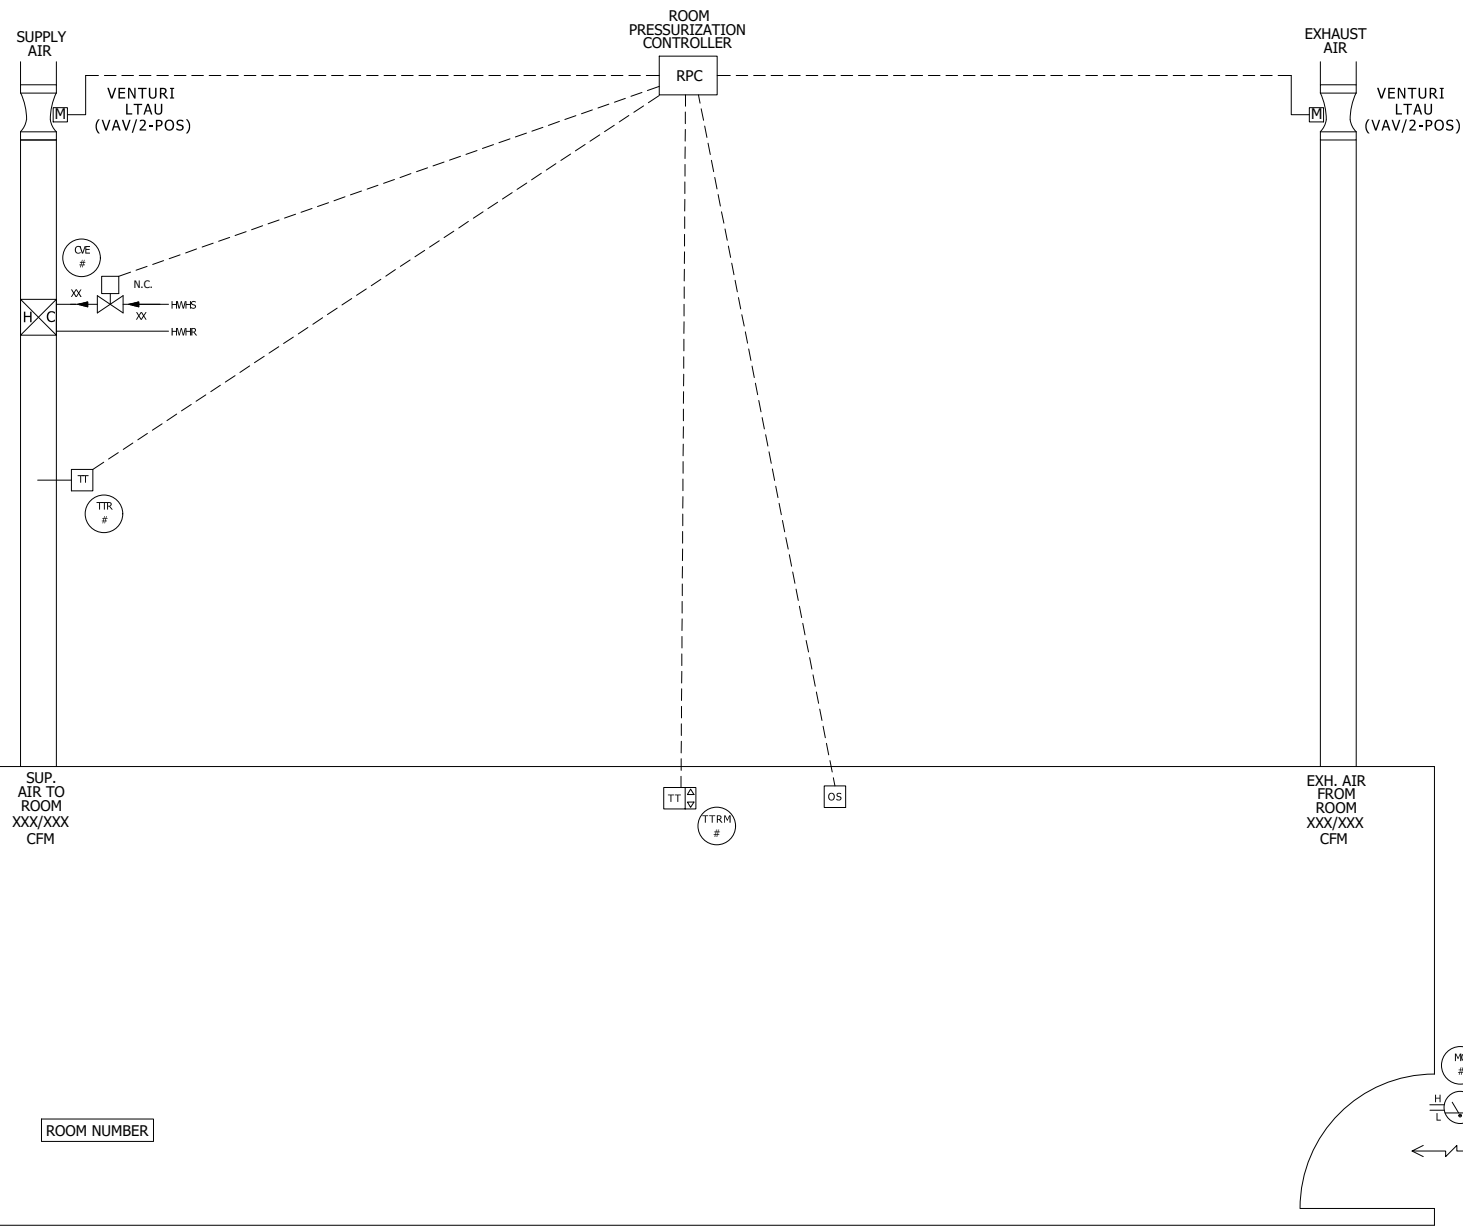 ROOM
PRESSURIZATION
CONTROLLER
SUPPLY
AIR
EXHAUST
AIR
RPC
VENTURI
LTAU
(VAV/2-POS)
M
M
VENTURI
LTAU
(VAV/2-POS)
CVE
#
N.C.
XX
HWHS
XX
H C
HWHR
TT
TTR
#
SUP.
AIR TO
ROOM
XXX/XXX
CFM
TT
OS
TTRM
#
EXH. AIR
FROM
ROOM
XXX/XXX
CFM
#
H
L
ROOM NUMBER